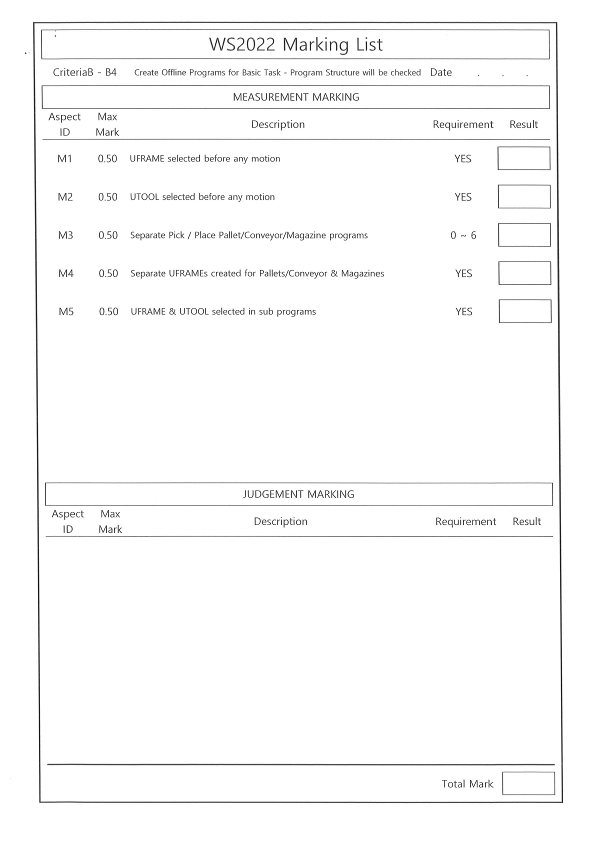 WS2022 Marking List
CriteriaB - B4 Create Offline Programs for Basic Task - Program Structure will be checked Date . . .
MEASUREMENT MARKING
Aspect ID Max Mark Description Requirement Result
M1 0.50 UFRAME selected before any motion YES
M2 0.50 UTOOL selected before any motion YES
M3 0.50 Separate Pick / Place Pallet/Conveyor/Magazine programs 0 ~ 6
M4 0.50 Separate UFRAMEs created for Pallets/Conveyor & Magazines YES
M5 0.50 UFRAME & UTOOL selected in sub programs YES
JUDGEMENT MARKING
Aspect ID Max Mark Description Requirement Result
Total Mark